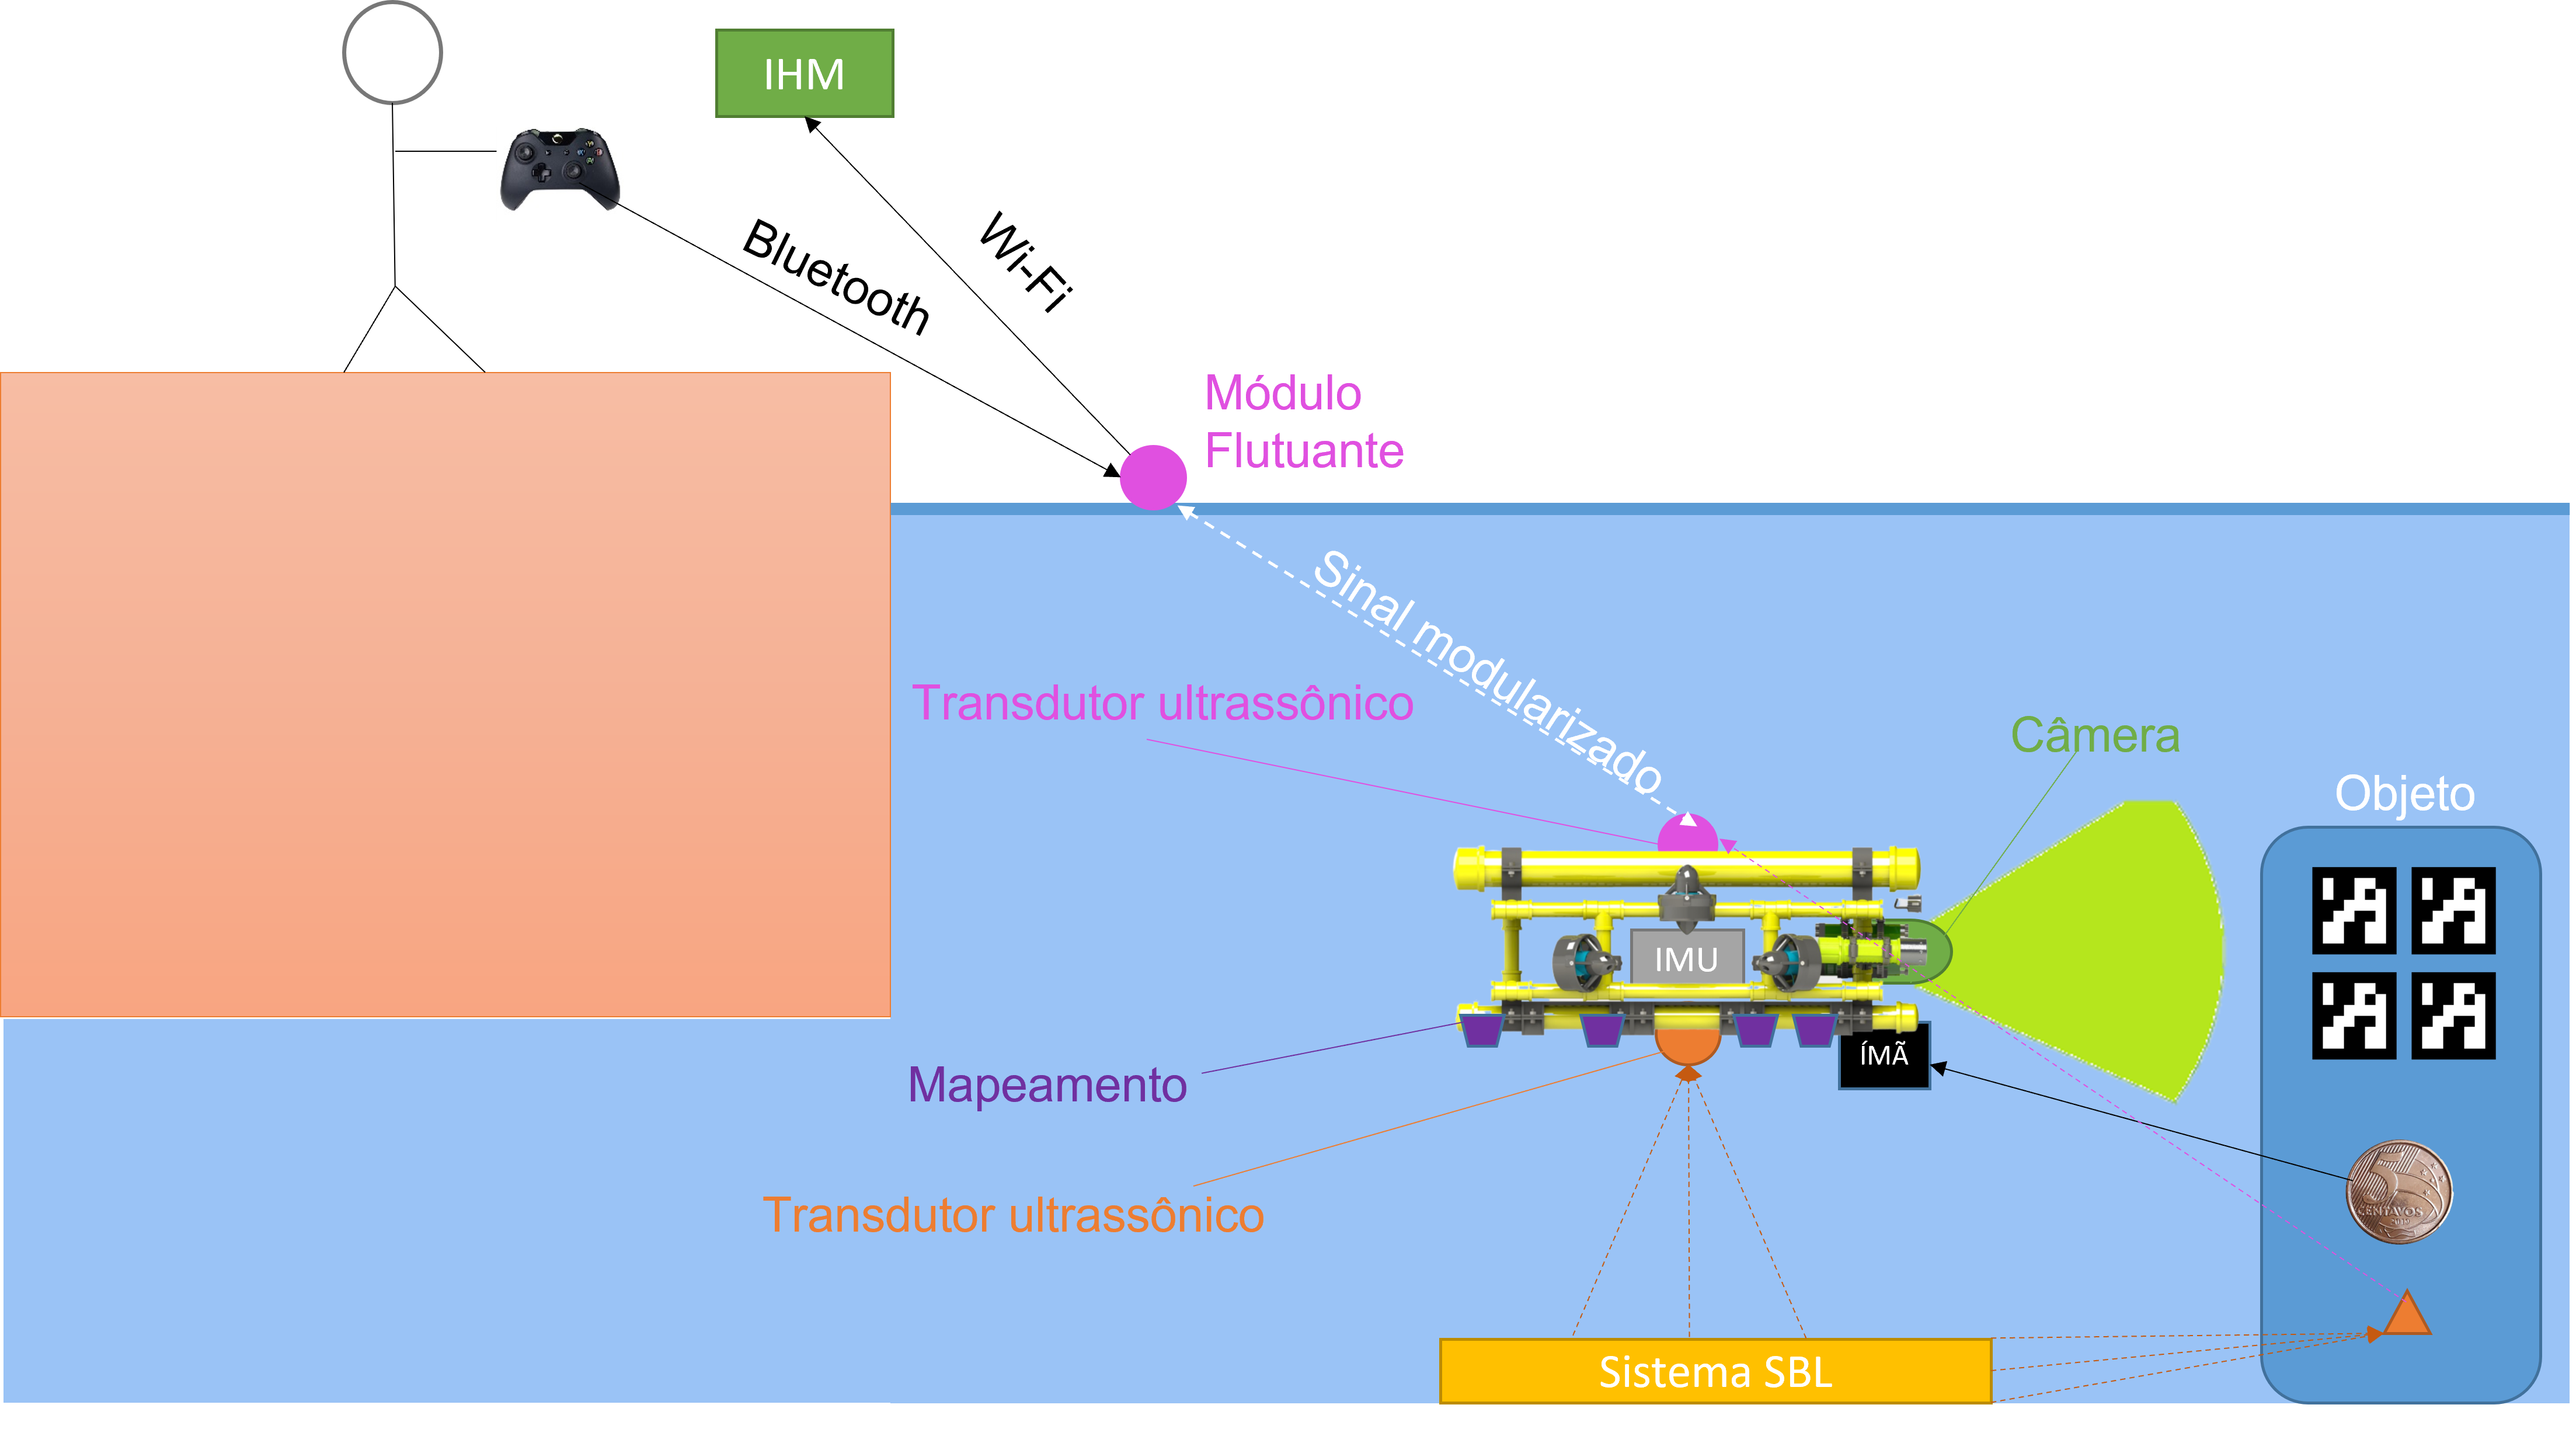 IHM
Bluetooth
Wi-Fi
Módulo
Flutuante
Sinal modularizado
Transdutor ultrassônico
Câmera
Objeto
IMU
ÍMÃ
Mapeamento
5
CENTAVOS
Transdutor ultrassônico
Sistema SBL